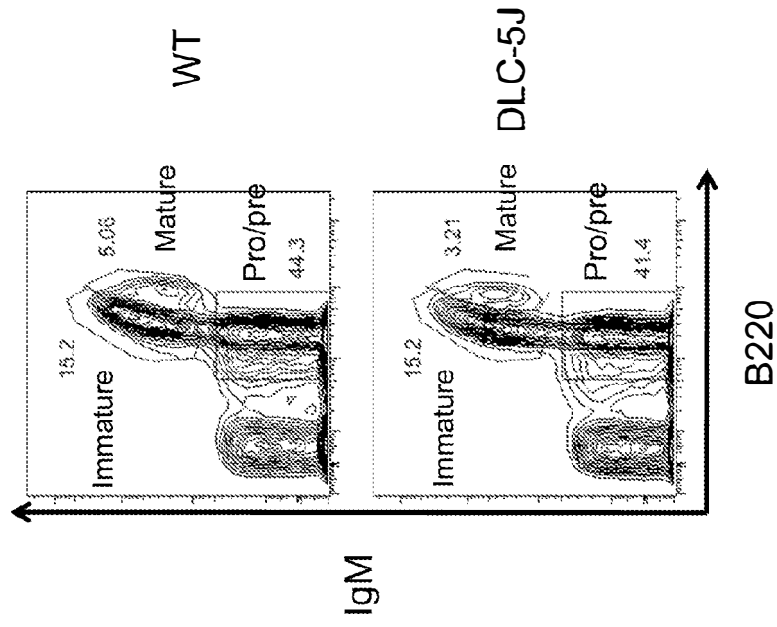 WT
15.2
Immature
5.06
Mature
Pro/pre
44.3
DLC-5J
15.2
Immature
3.21
Mature
Pro/pre
41.4
IgM
B220